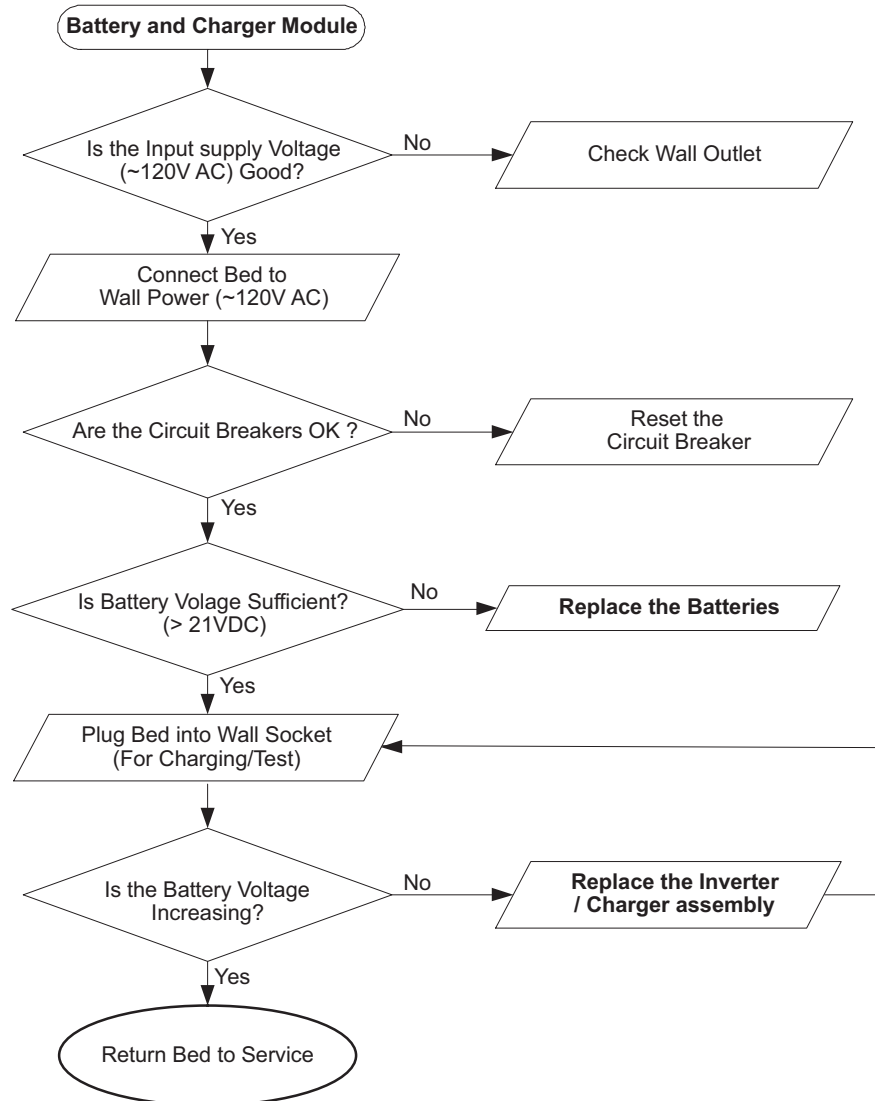 Battery and Charger Module
Is the Input supply Voltage
(~120V AC) Good?
No
Check Wall Outlet
Yes
Connect Bed to
Wall Power (~120V AC)
Are the Circuit Breakers OK ?
No
Reset the
Circuit Breaker
Yes
Is Battery Volage Sufficient?
(> 21VDC)
No
Replace the Batteries
Yes
Plug Bed into Wall Socket
(For Charging/Test)
Is the Battery Voltage
Increasing?
No
Replace the Inverter
/ Charger assembly
Yes
Return Bed to Service